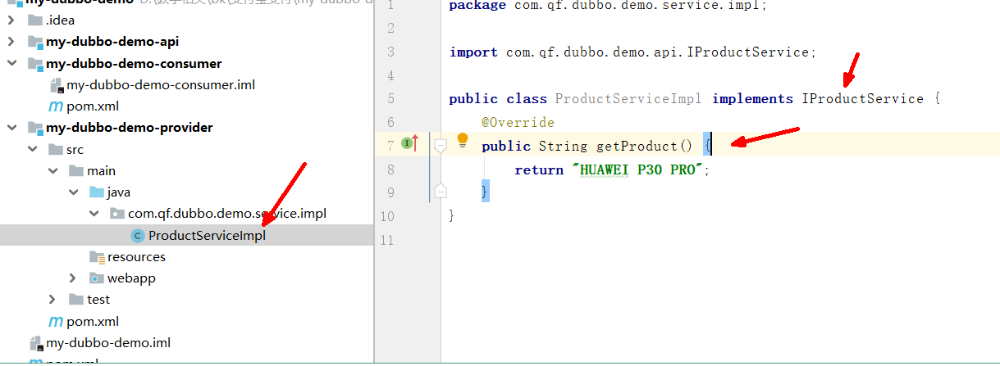 my-dubbo-demo
.idea
my-dubbo-demo-api
my-dubbo-demo-consumer
my-dubbo-demo-consumer.iml
pom.xml
my-dubbo-demo-provider
src
main
java
com.qf.dubbo.demo.service.impl
ProductServiceImpl
resources
webapp
test
pom.xml
my-dubbo-demo.iml
pom.xml
1 package com.qf.dubbo.demo.service.impl;
2
3 import com.qf.dubbo.demo.api.IProductService;
4
5 public class ProductServiceImpl implements IProductService {
6 @Override
7 public String getProduct() {
8 return "HUAWEI P30 PRO";
9 }
10 }
11